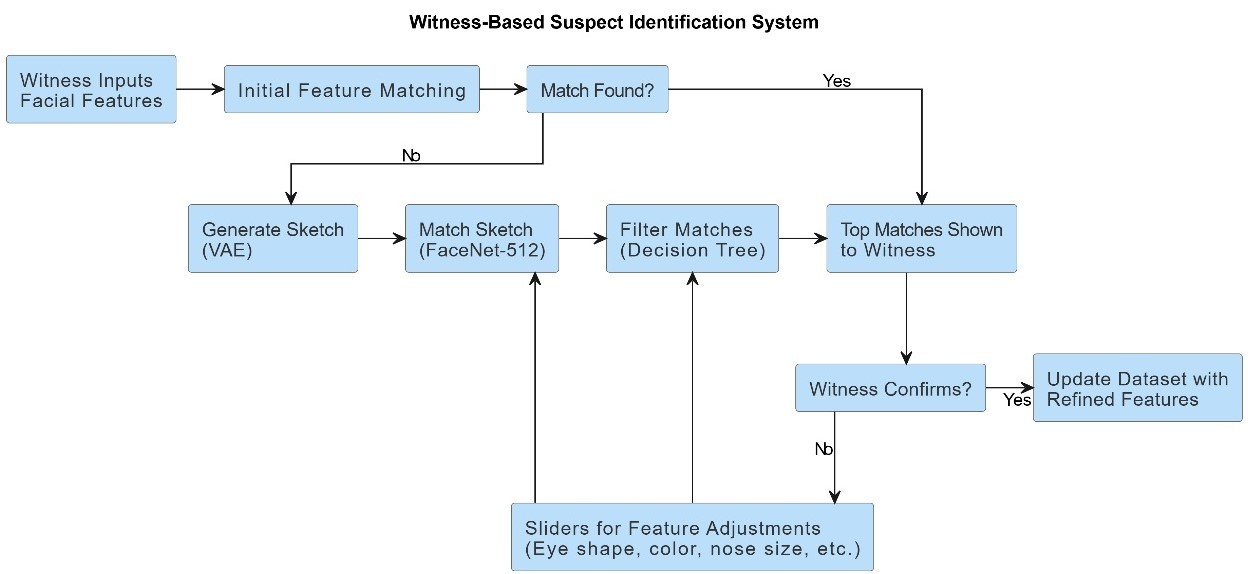 Witness-Based Suspect Identification System
Witness Inputs
Facial Features
Initial Feature Matching
Match Found?
Yes
No
Generate Sketch
(VAE)
Match Sketch
(FaceNet-512)
Filter Matches
(Decision Tree)
Top Matches Shown
to Witness
Witness Confirms?
Yes
Update Dataset with
Refined Features
No
Sliders for Feature Adjustments
(Eye shape, color, nose size, etc.)